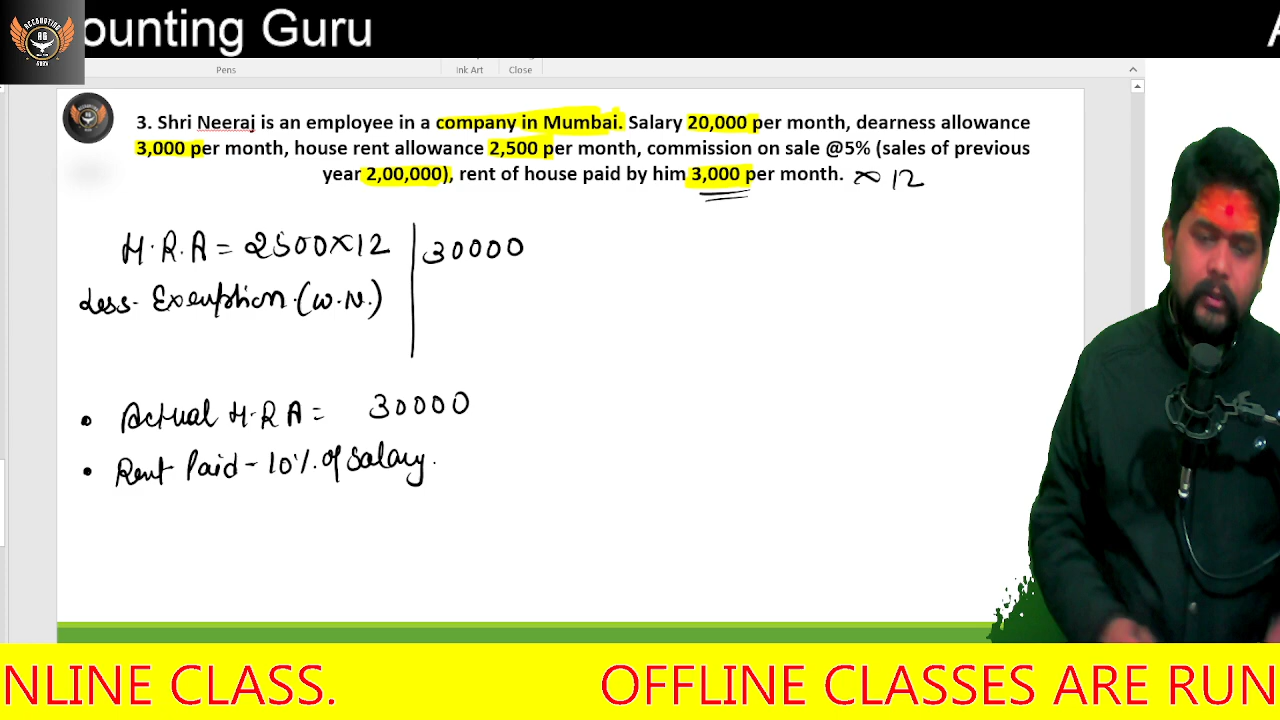 ounting Guru
A
ACCOUNTING
AG
GURU
Pens
Ink Art
Close
3. Shri Neeraj is an employee in a company in Mumbai. Salary 20,000 per month, dearness allowance
3,000 per month, house rent allowance 2,500 per month, commission on sale @5% (sales of previous
year 2,00,000), rent of house paid by him 3,000 per month. × 12
H.R.A = 2500×12 30000
Less- Exemption (W.N.)
• Actual H.R A = 30000
• Rent Paid - 10% of Salary.
NLINE CLASS.
OFFLINE CLASSES ARE RUN